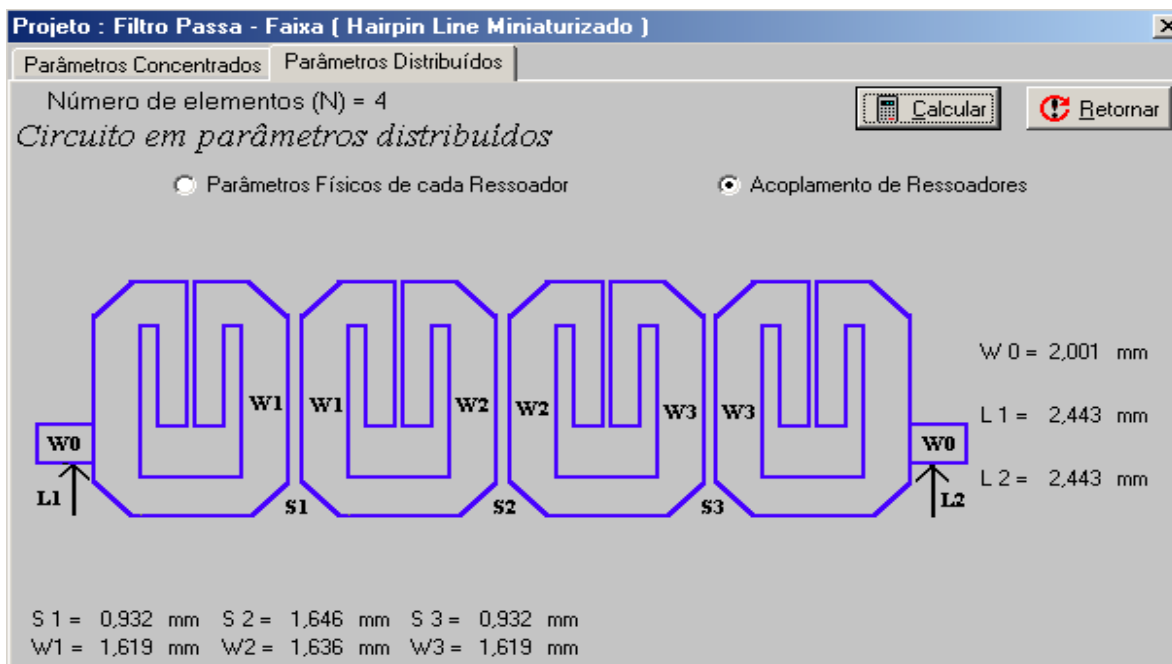 Projeto : Filtro Passa - Faixa ( Hairpin Line Miniaturizado )
Parâmetros Concentrados Parâmetros Distribuídos
Número de elementos (N) = 4
Calcular Retornar
Circuito em parâmetros distribuídos
Parâmetros Físicos de cada Ressoador Acoplamento de Ressoadores
W 0 = 2,001 mm
W1 W1 W2 W2 W3 W3
L 1 = 2,443 mm
W0 W0
L 2 = 2,443 mm
L1 S1 S2 S3 L2
S 1 = 0,932 mm S 2 = 1,646 mm S 3 = 0,932 mm
W1 = 1,619 mm W2 = 1,636 mm W3 = 1,619 mm